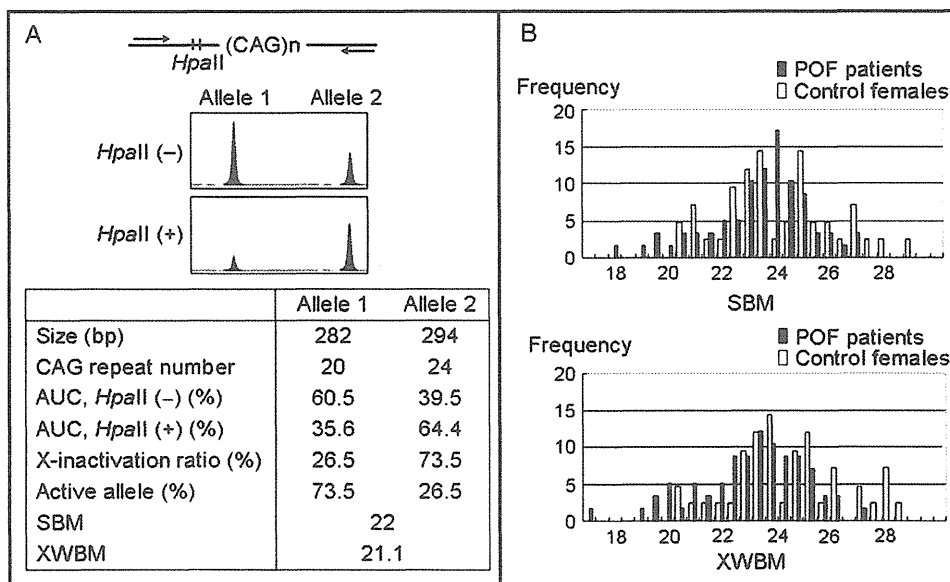 A
(CAG)n
HpaII
Allele 1 Allele 2
HpaII (–)
HpaII (+)
Allele 1 Allele 2
Size (bp) 282 294
CAG repeat number 20 24
AUC, HpaII (–) (%) 60.5 39.5
AUC, HpaII (+) (%) 35.6 64.4
X-inactivation ratio (%) 26.5 73.5
Active allele (%) 73.5 26.5
SBM 22
XWBM 21.1
B
POF patients
Control females
Frequency
20
15
10
5
0
18 20 22 24 26 28
SBM
POF patients
Control females
Frequency
20
15
10
5
0
18 20 22 24 26 28
XWBM